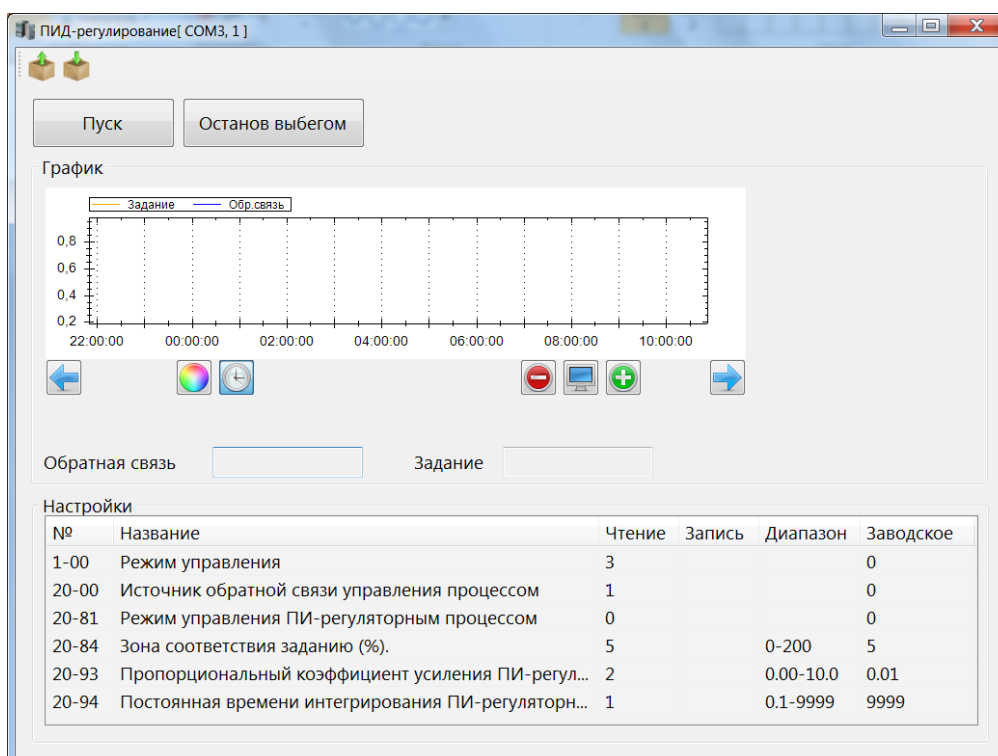 ПИД-регулирование[ COM3, 1 ]
Пуск
Останов выбегом
График
Задание
Обр.связь
0,8
0,6
0,4
0,2
22:00:00 00:00:00 02:00:00 04:00:00 06:00:00 08:00:00 10:00:00
Обратная связь
Задание
Настройки
№ Название Чтение Запись Диапазон Заводское
1-00 Режим управления 3 0
20-00 Источник обратной связи управления процессом 1 0
20-81 Режим управления ПИ-регуляторным процессом 0 0
20-84 Зона соответствия заданию (%). 5 0-200 5
20-93 Пропорциональный коэффициент усиления ПИ-регул... 2 0.00-10.0 0.01
20-94 Постоянная времени интегрирования ПИ-регуляторн... 1 0.1-9999 9999